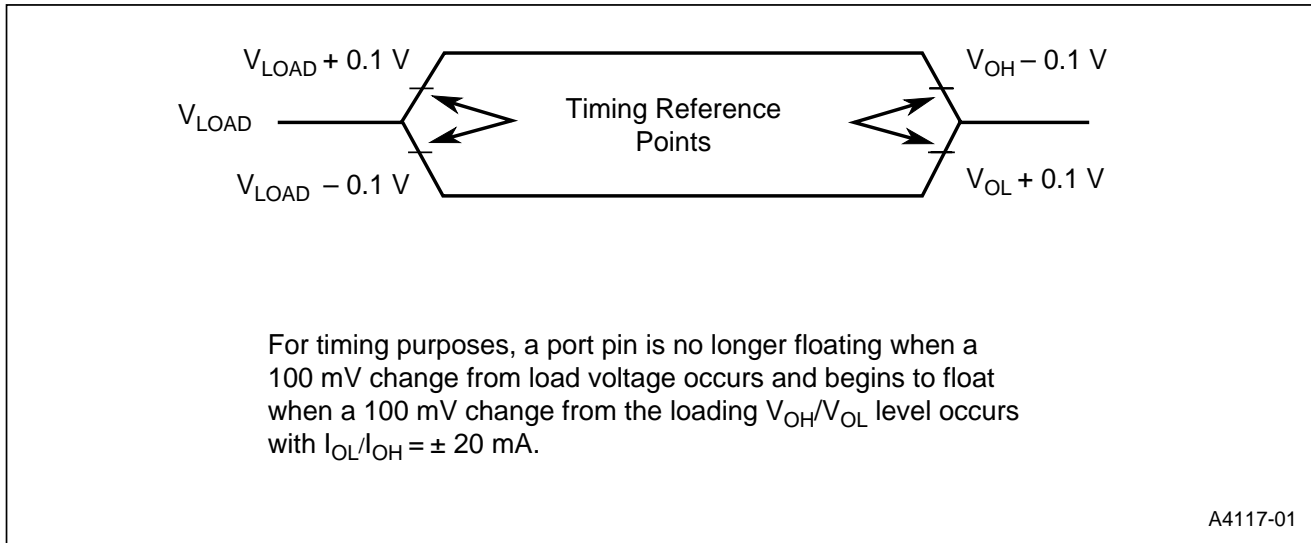 V_LOAD + 0.1 V
V_OH – 0.1 V
V_LOAD
Timing Reference
Points
V_LOAD – 0.1 V
V_OL + 0.1 V
For timing purposes, a port pin is no longer floating when a
100 mV change from load voltage occurs and begins to float
when a 100 mV change from the loading V_OH/V_OL level occurs
with I_OL/I_OH = ± 20 mA.
A4117-01